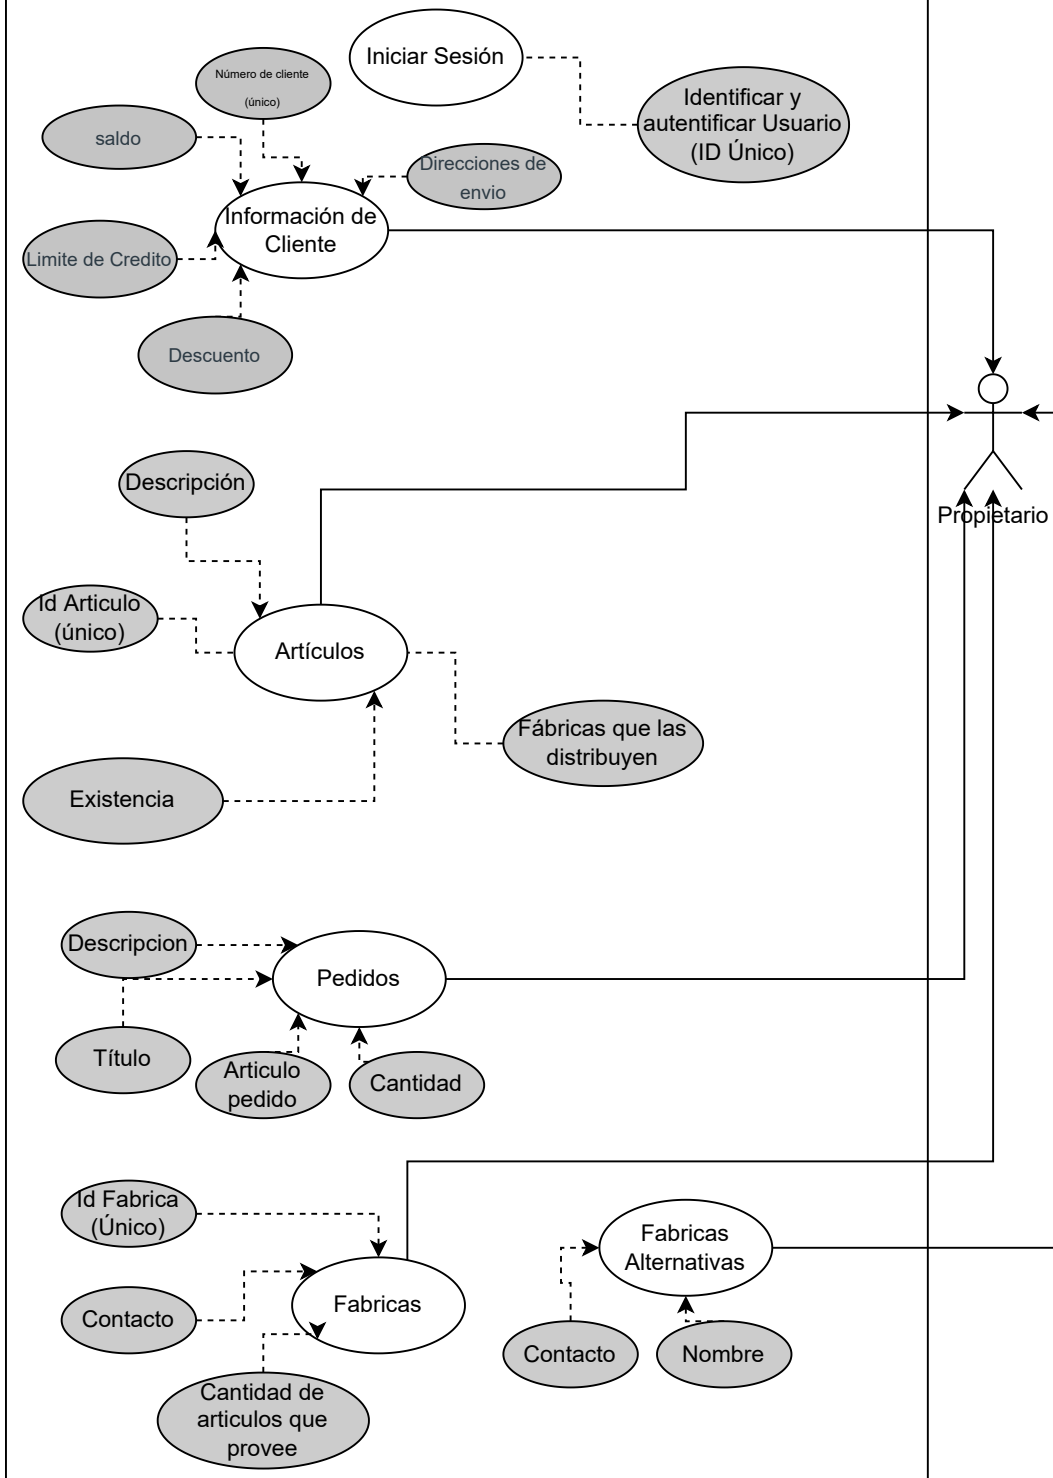 Iniciar Sesión
Número de cliente
(único)
Identificar y
autentificar Usuario
(ID Único)
saldo
Direcciones de
envio
Información de
Cliente
Limite de Credito
Descuento
Propietario
Descripción
Id Articulo
(único)
Artículos
Fábricas que las
distribuyen
Existencia
Descripcion
Pedidos
Título
Articulo
pedido
Cantidad
Id Fabrica
(Único)
Fabricas
Alternativas
Contacto
Fabricas
Contacto
Nombre
Cantidad de
articulos que
provee